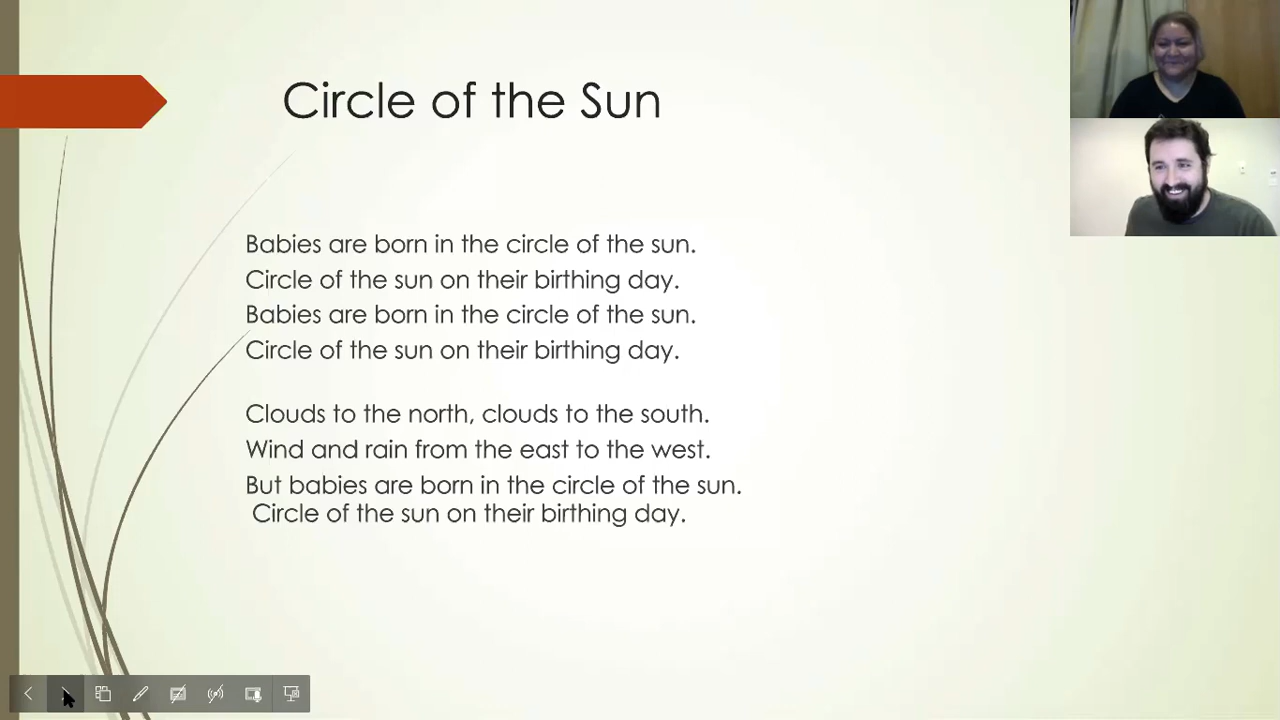 Circle of the Sun
Babies are born in the circle of the sun.
Circle of the sun on their birthing day.
Babies are born in the circle of the sun.
Circle of the sun on their birthing day.
Clouds to the north, clouds to the south.
Wind and rain from the east to the west.
But babies are born in the circle of the sun.
Circle of the sun on their birthing day.